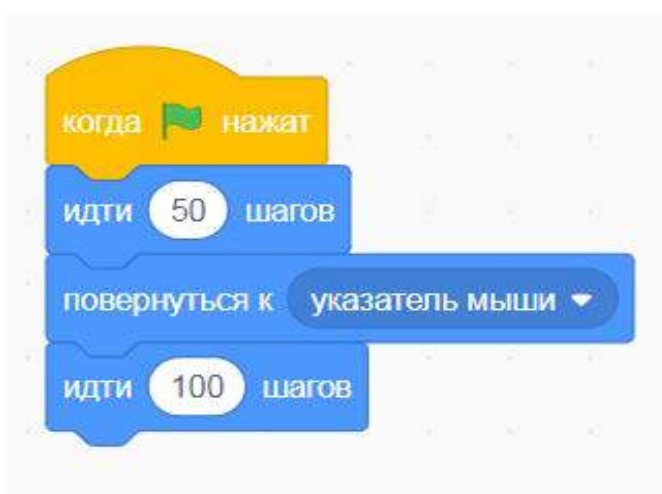 когда нажат
идти 50 шагов
повернуться к указатель мыши
идти 100 шагов